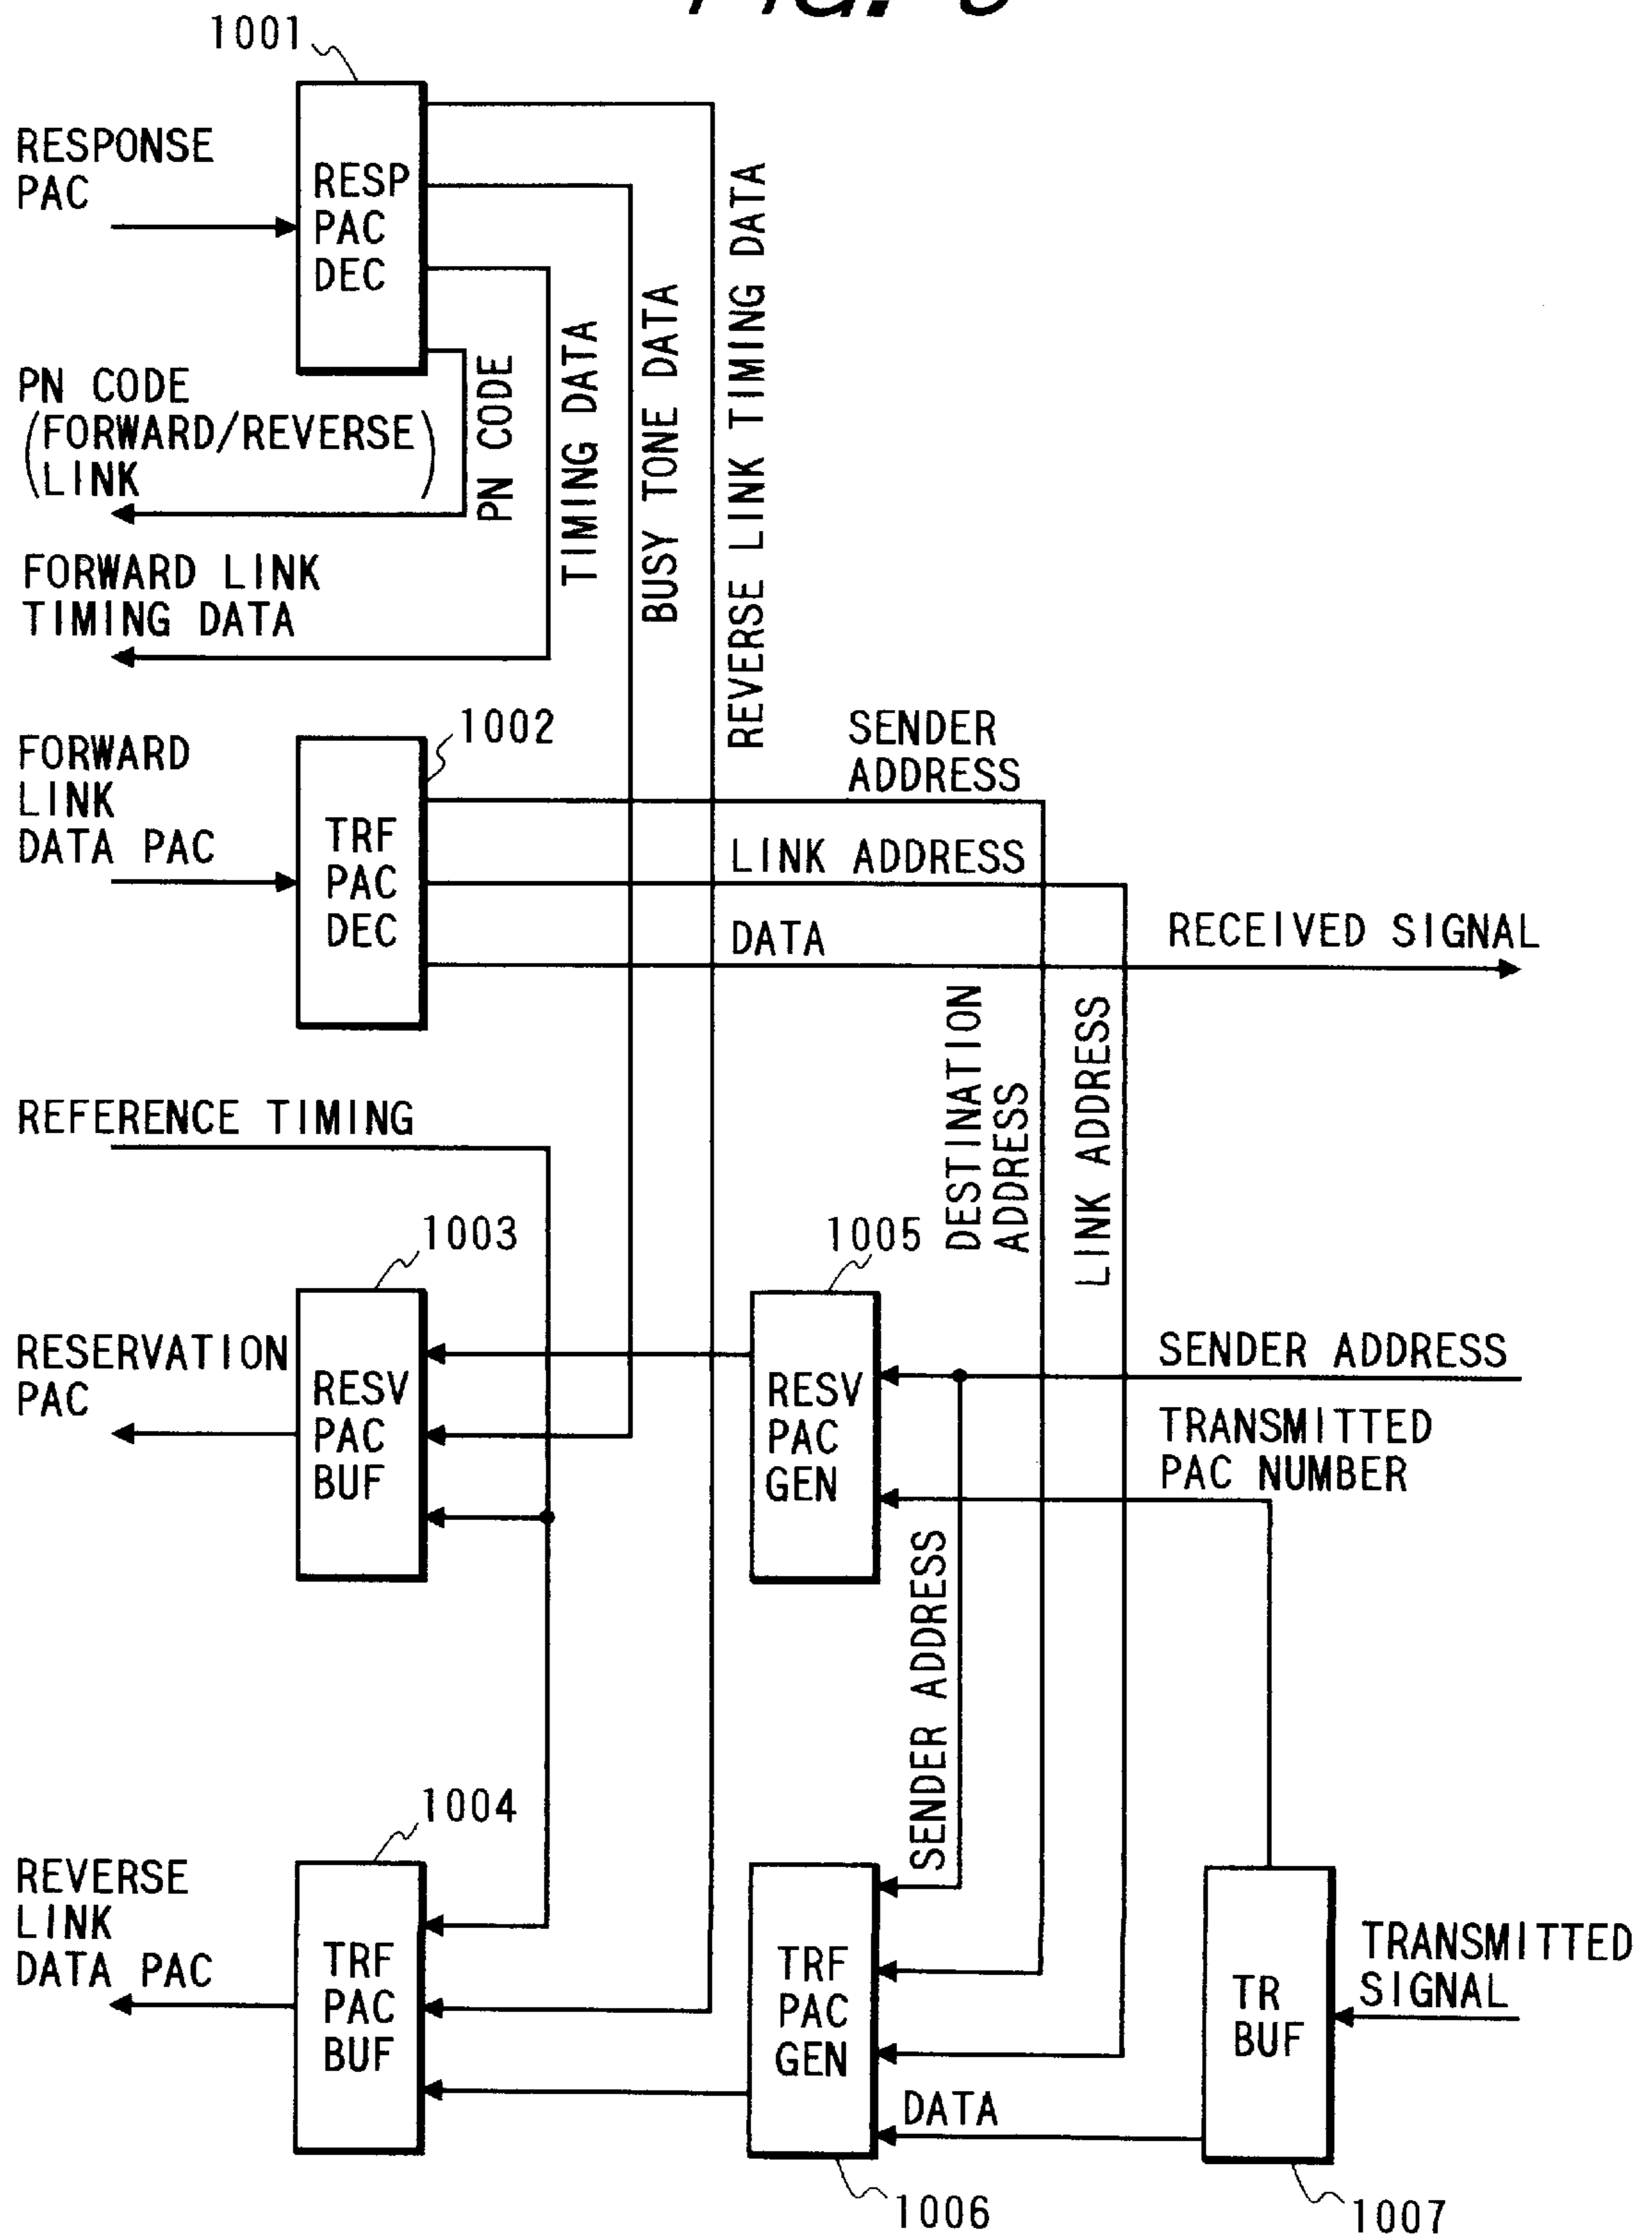 1001
RESPONSE
PAC
RESP
PAC
DEC
PN CODE
(FORWARD/REVERSE)
LINK
PN CODE
TIMING DATA
BUSY TONE DATA
REVERSE LINK TIMING DATA
FORWARD LINK
TIMING DATA
1002
FORWARD
LINK
DATA PAC
TRF
PAC
DEC
SENDER
ADDRESS
LINK ADDRESS
DATA
RECEIVED SIGNAL
DESTINATION
ADDRESS
LINK ADDRESS
REFERENCE TIMING
1003
RESERVATION
PAC
RESV
PAC
BUF
1005
RESV
PAC
GEN
SENDER ADDRESS
TRANSMITTED
PAC NUMBER
SENDER ADDRESS
1004
REVERSE
LINK
DATA PAC
TRF
PAC
BUF
TRF
PAC
GEN
DATA
TR
BUF
TRANSMITTED
SIGNAL
1006
1007